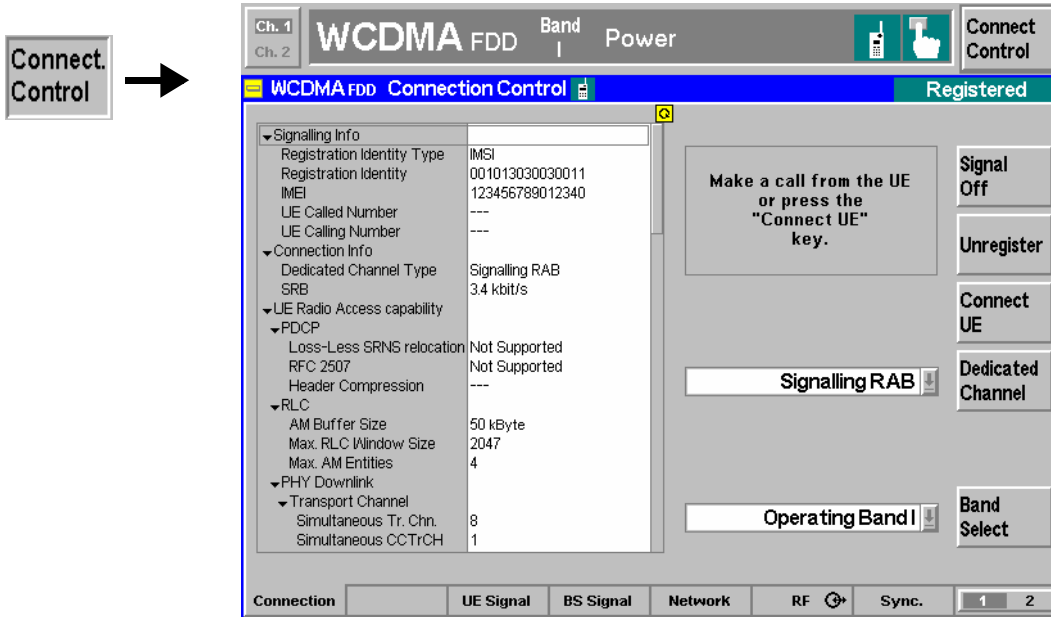 Connect.
Control
Ch. 1
Ch. 2
WCDMA FDD Band I Power
Connect
Control
WCDMA FDD Connection Control
Registered
Signalling Info
Registration Identity Type IMSI
Registration Identity 001013030030011
IMEI 123456789012340
UE Called Number ---
UE Calling Number ---
Connection Info
Dedicated Channel Type Signalling RAB
SRB 3.4 kbit/s
UE Radio Access capability
PDCP
Loss-Less SRNS relocation Not Supported
RFC 2507 Not Supported
Header Compression ---
RLC
AM Buffer Size 50 kByte
Max. RLC Window Size 2047
Max. AM Entities 4
PHY Downlink
Transport Channel
Simultaneous Tr. Chn. 8
Simultaneous CCTrCH 1
Make a call from the UE
or press the
"Connect UE"
key.
Signalling RAB
Operating Band I
Signal
Off
Unregister
Connect
UE
Dedicated
Channel
Band
Select
Connection UE Signal BS Signal Network RF Sync. 1 2